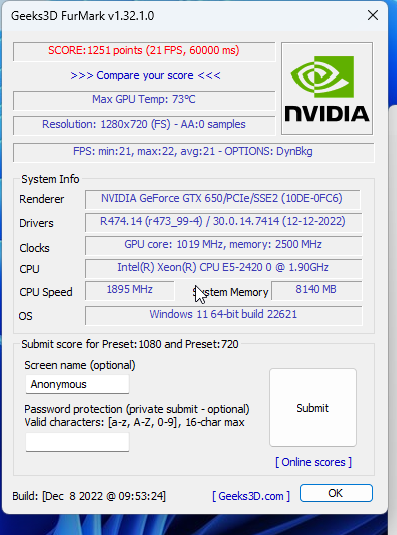 Geeks3D FurMark v1.32.1.0
SCORE:1251 points (21 FPS, 60000 ms)
>>> Compare your score <<<
Max GPU Temp: 73°C
Resolution: 1280x720 (FS) - AA:0 samples
NVIDIA
FPS: min:21, max:22, avg:21 - OPTIONS: DynBkg
System Info
Renderer NVIDIA GeForce GTX 650/PCIe/SSE2 (10DE-0FC6)
Drivers R474.14 (r473_99-4) / 30.0.14.7414 (12-12-2022)
Clocks GPU core: 1019 MHz, memory: 2500 MHz
CPU Intel(R) Xeon(R) CPU E5-2420 0 @ 1.90GHz
CPU Speed 1895 MHz System Memory 8140 MB
OS Windows 11 64-bit build 22621
Submit score for Preset:1080 and Preset:720
Screen name (optional)
Anonymous
Password protection (private submit - optional)
Valid characters: [a-z, A-Z, 0-9], 16-char max
Submit
[ Online scores ]
Build: [Dec 8 2022 @ 09:53:24] [ Geeks3D.com ] OK